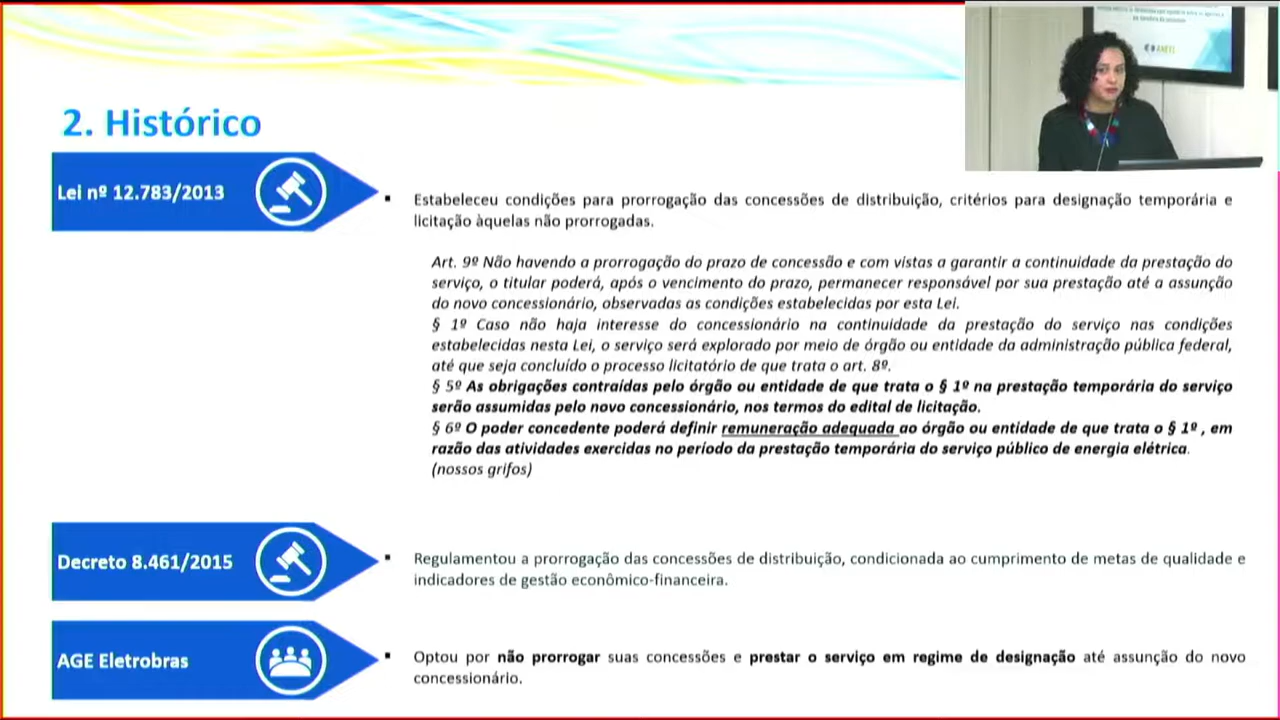 2. Histórico
Lei nº 12.783/2013
▪ Estabeleceu condições para prorrogação das concessões de distribuição, critérios para designação temporária e
licitação àquelas não prorrogadas.
Art. 9º Não havendo a prorrogação do prazo de concessão e com vistas a garantir a continuidade da prestação do
serviço, o titular poderá, após o vencimento do prazo, permanecer responsável por sua prestação até a assunção
do novo concessionário, observadas as condições estabelecidas por esta Lei.
§ 1º Caso não haja interesse do concessionário na continuidade da prestação do serviço nas condições
estabelecidas nesta Lei, o serviço será explorado por meio de órgão ou entidade da administração pública federal,
até que seja concluído o processo licitatório de que trata o art. 8º.
§ 5º As obrigações contraídas pelo órgão ou entidade de que trata o § 1º na prestação temporária do serviço
serão assumidas pelo novo concessionário, nos termos do edital de licitação.
§ 6º O poder concedente poderá definir remuneração adequada ao órgão ou entidade de que trata o § 1º , em
razão das atividades exercidas no período da prestação temporária do serviço público de energia elétrica.
(nossos grifos)
Decreto 8.461/2015
▪ Regulamentou a prorrogação das concessões de distribuição, condicionada ao cumprimento de metas de qualidade e
indicadores de gestão econômico-financeira.
AGE Eletrobras
▪ Optou por não prorrogar suas concessões e prestar o serviço em regime de designação até assunção do novo
concessionário.